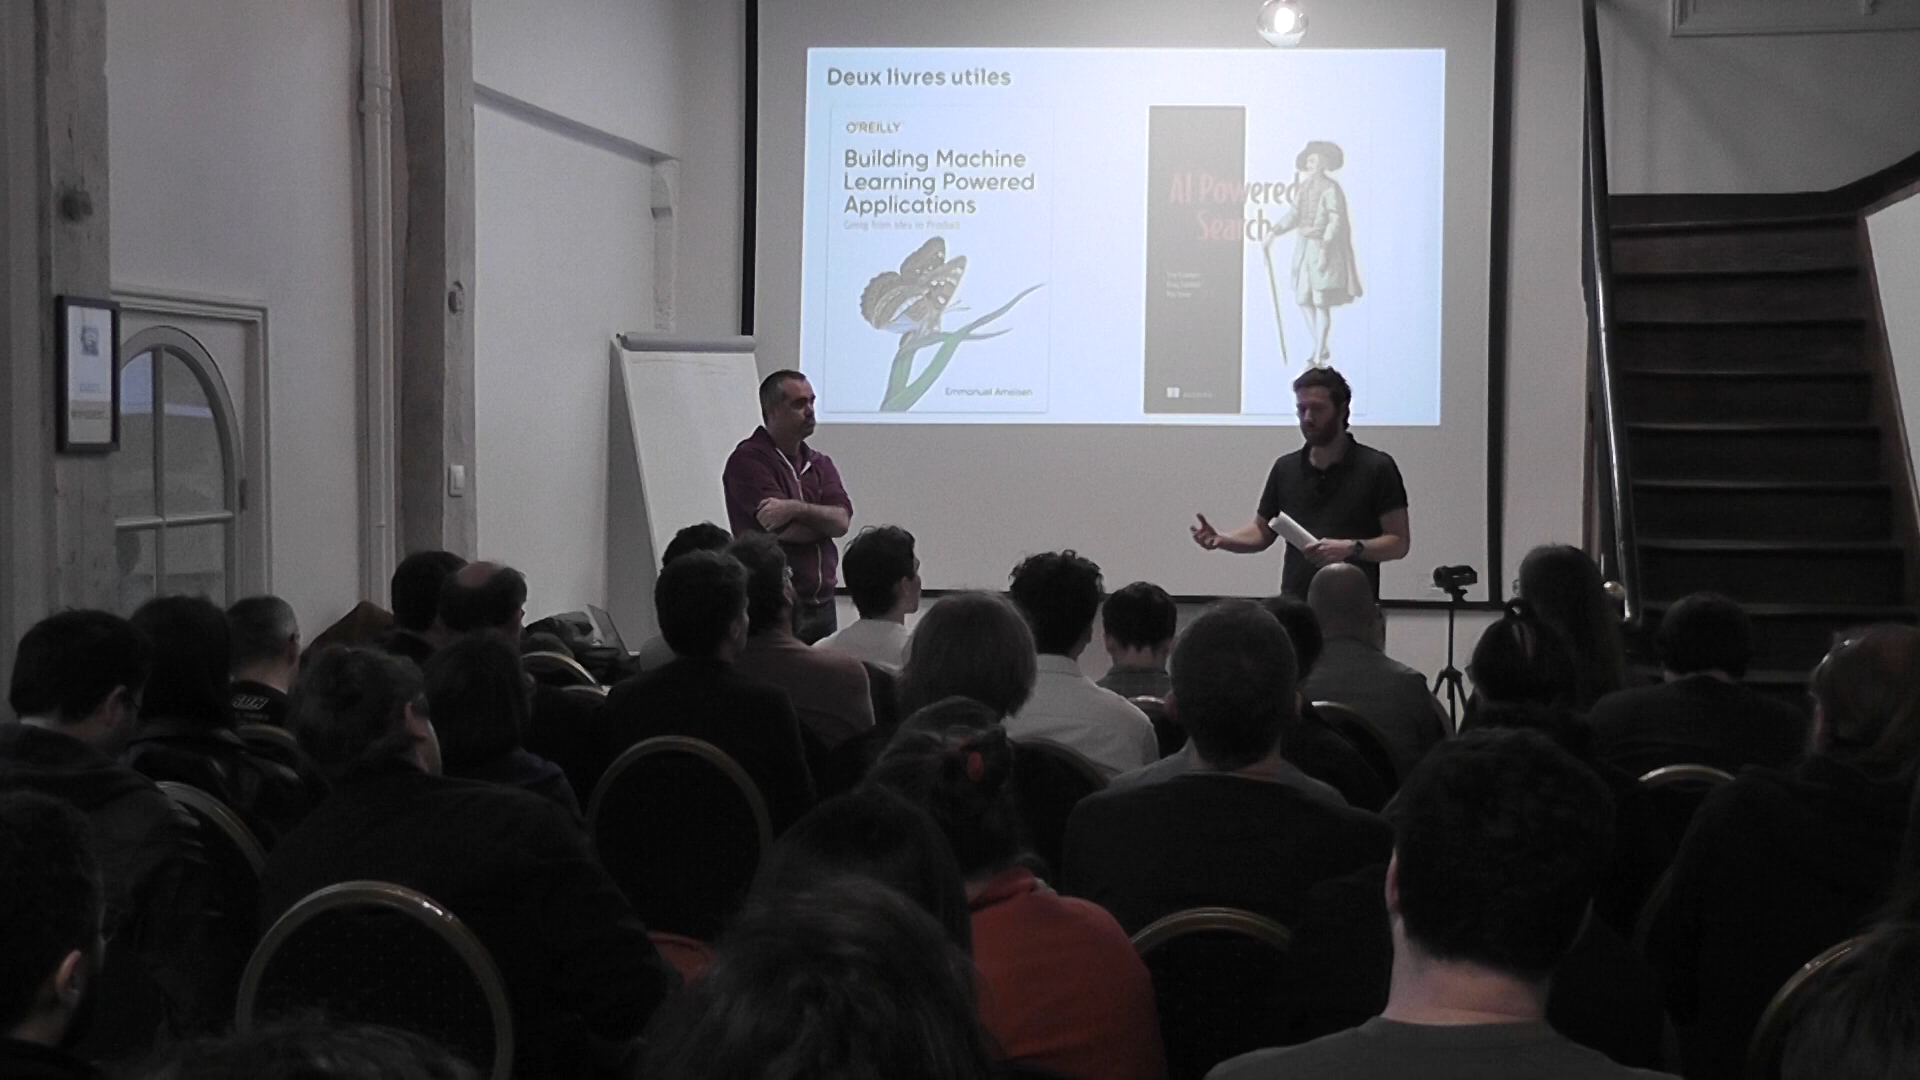 Deux livres utiles
O'REILLY
Building Machine
Learning Powered
Applications
Going from Idea to Product
Emmanuel Ameisen
AI Powered
Search